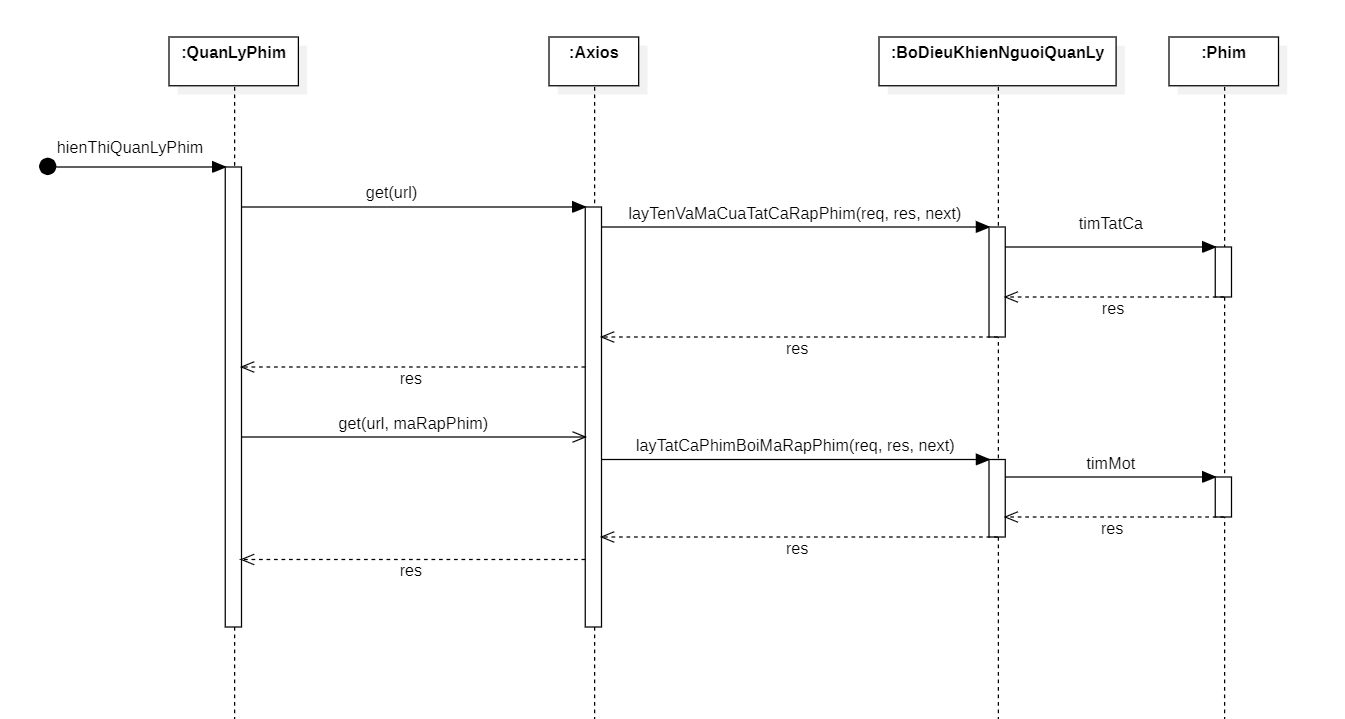 :QuanLyPhim
:Axios
:BoDieuKhienNguoiQuanLy
:Phim
hienThiQuanLyPhim
get(url)
layTenVaMaCuaTatCaRapPhim(req, res, next)
timTatCa
res
res
res
get(url, maRapPhim)
layTatCaPhimBoiMaRapPhim(req, res, next)
timMot
res
res
res